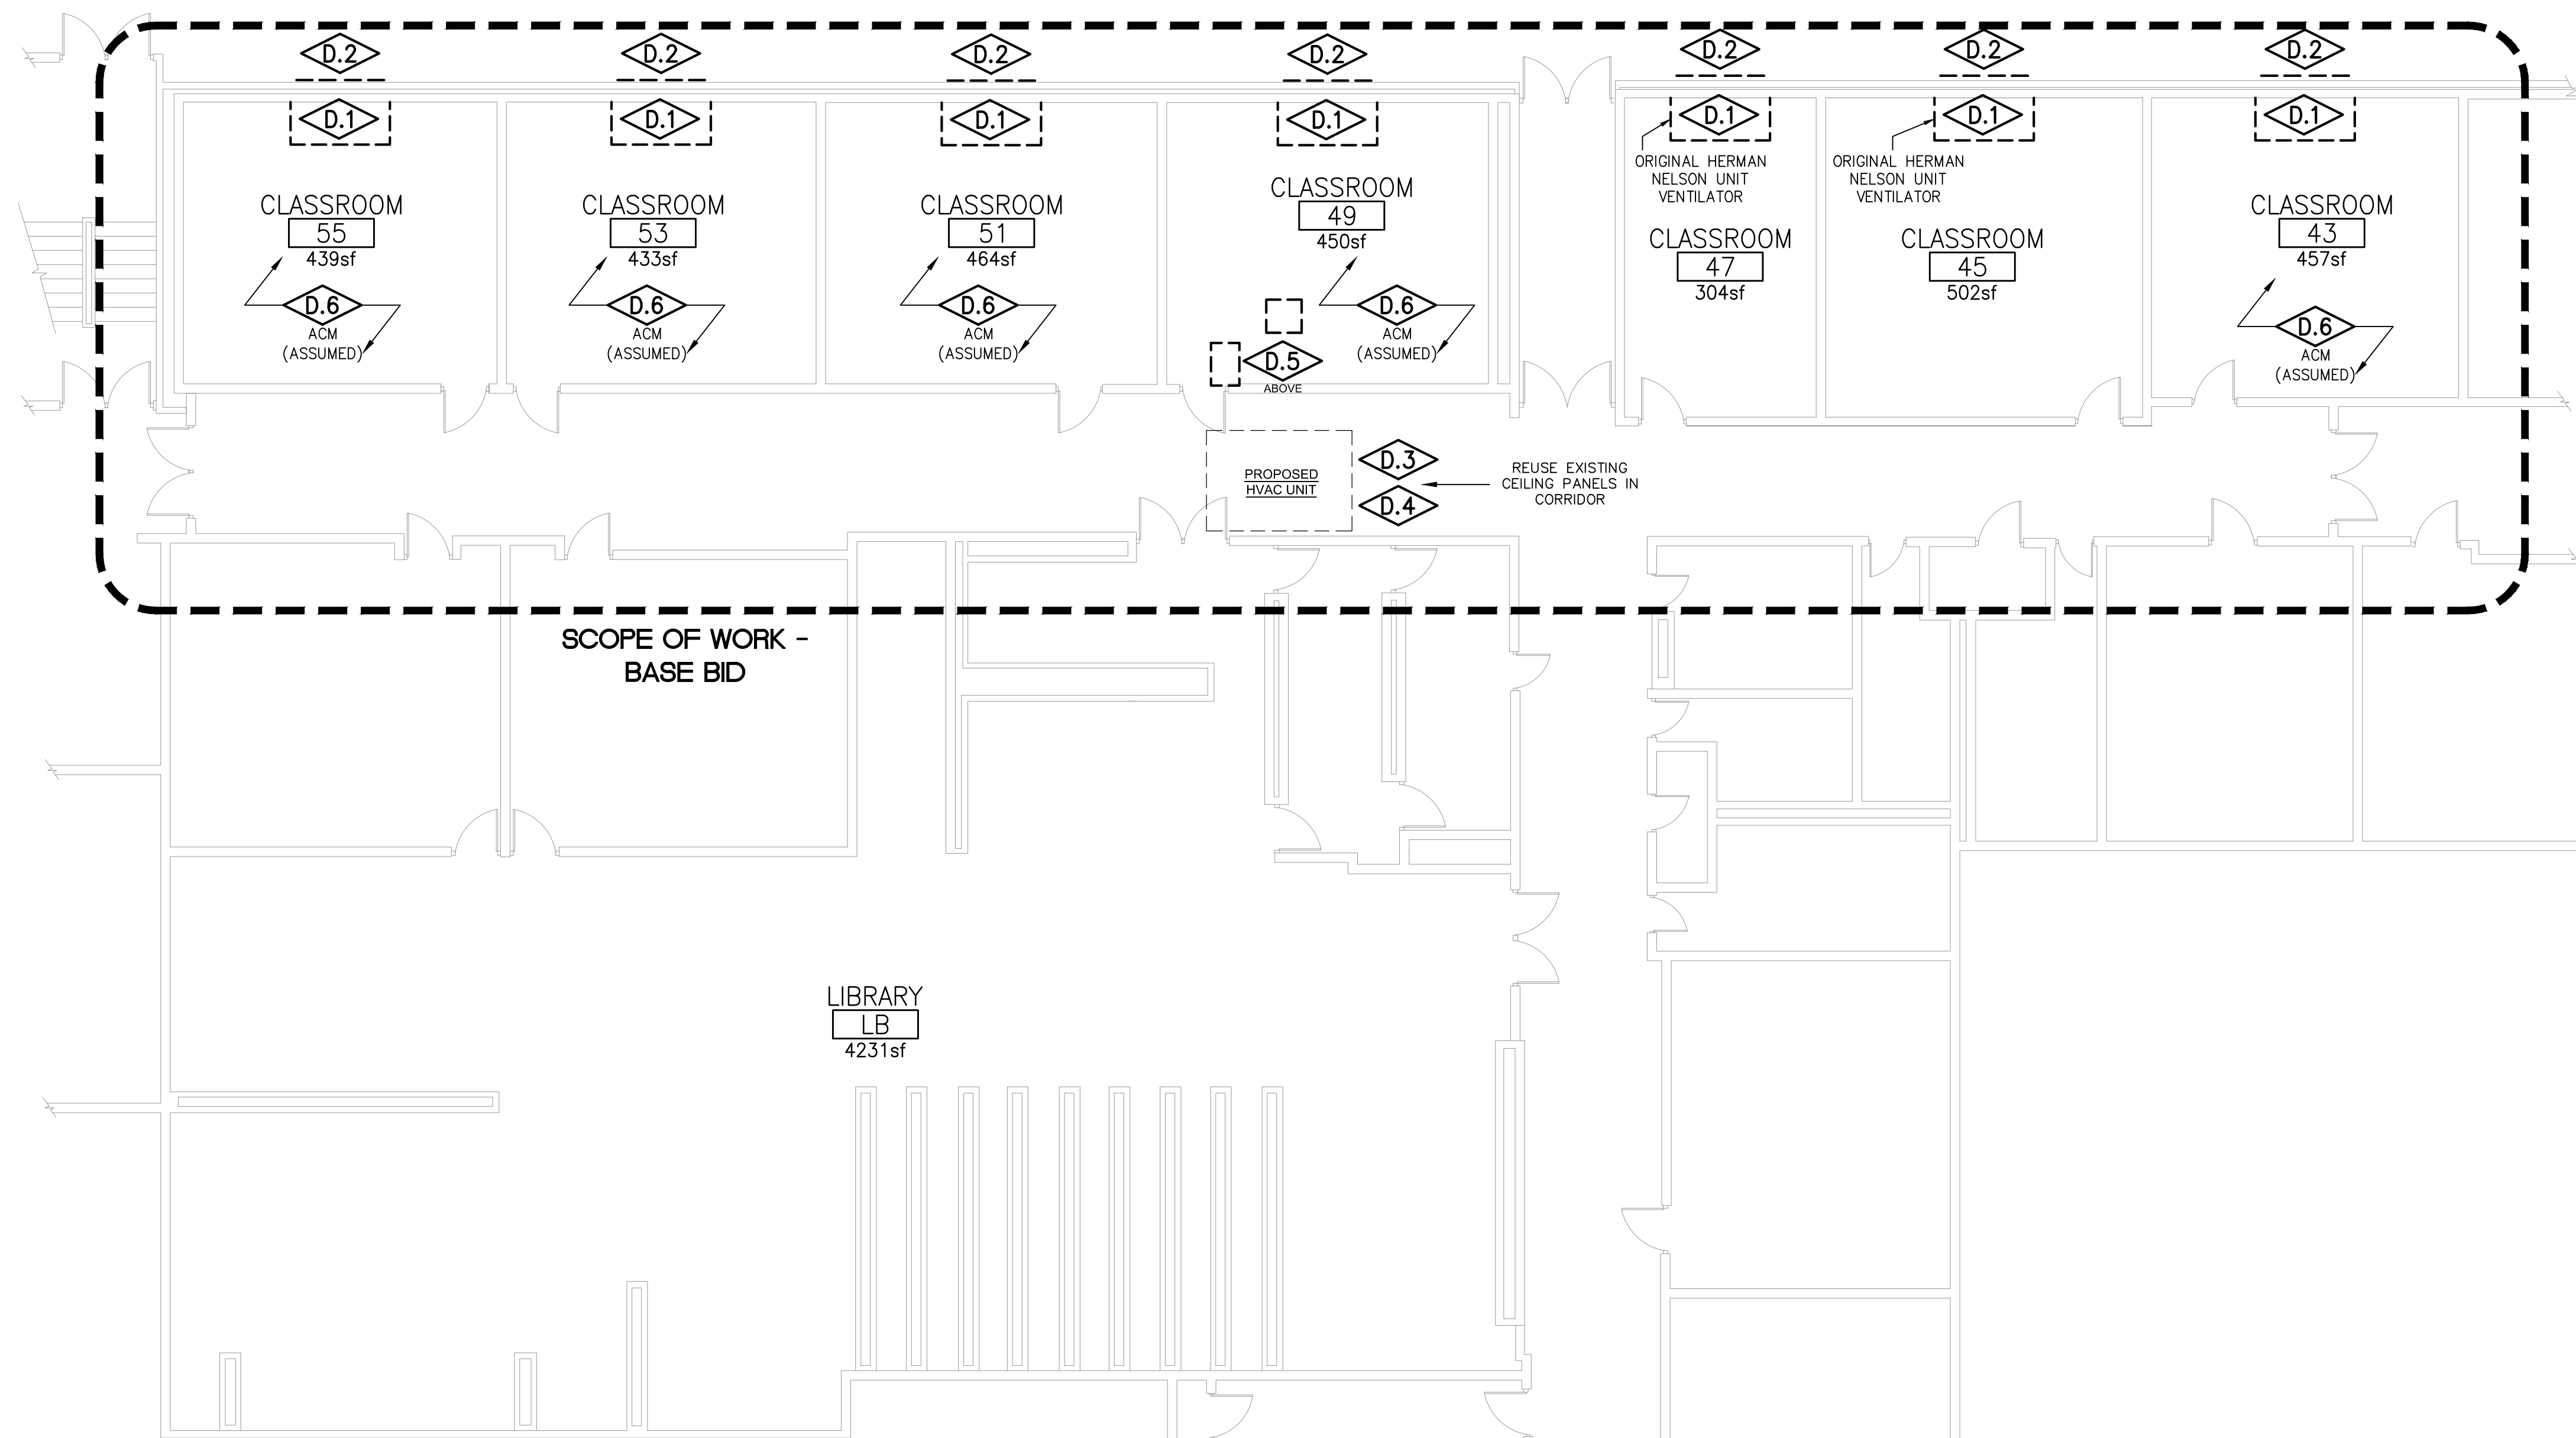 D.2
D.2
D.2
D.2
D.2
D.2
D.2
D.1
D.1
D.1
D.1
D.1
D.1
D.1
ORIGINAL HERMAN
NELSON UNIT
VENTILATOR
ORIGINAL HERMAN
NELSON UNIT
VENTILATOR
CLASSROOM
55
439sf
D.6
ACM
(ASSUMED)
CLASSROOM
53
433sf
D.6
ACM
(ASSUMED)
CLASSROOM
51
464sf
D.6
ACM
(ASSUMED)
CLASSROOM
49
450sf
D.6
ACM
(ASSUMED)
D.5
ABOVE
CLASSROOM
47
304sf
CLASSROOM
45
502sf
CLASSROOM
43
457sf
D.6
ACM
(ASSUMED)
PROPOSED
HVAC UNIT
D.3
D.4
REUSE EXISTING
CEILING PANELS IN
CORRIDOR
SCOPE OF WORK -
BASE BID
LIBRARY
LB
4231sf